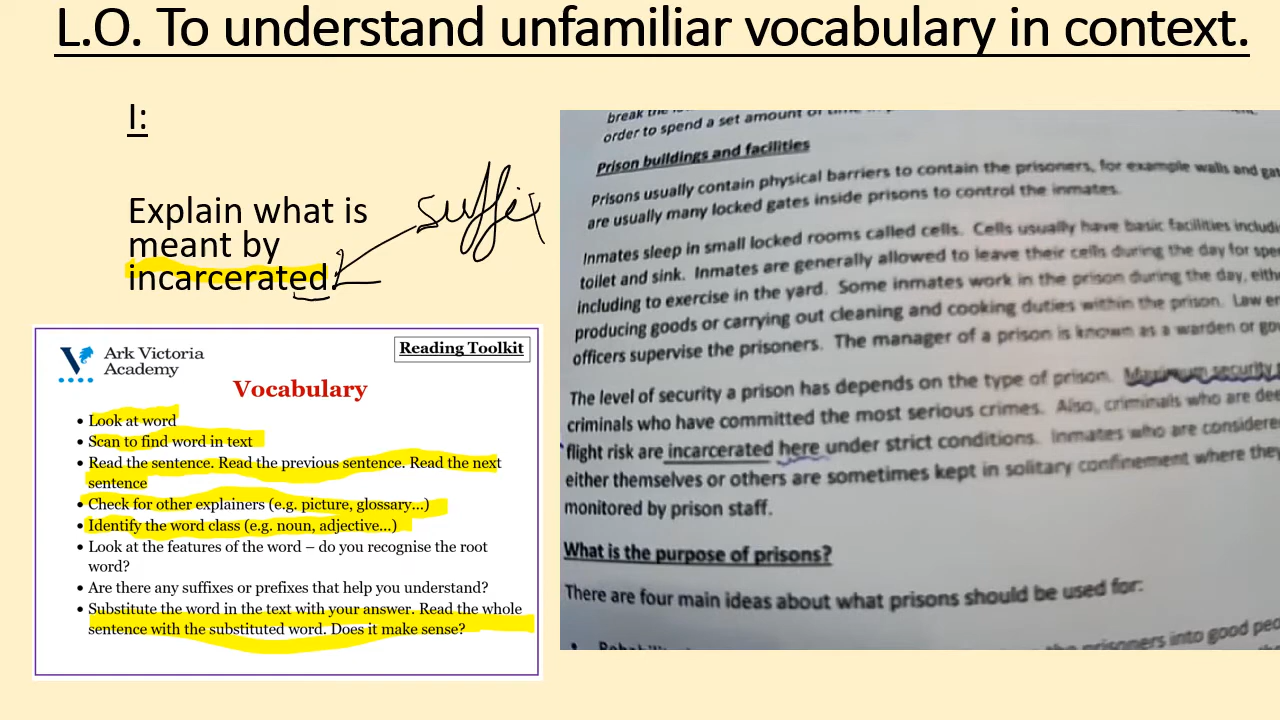 L.O. To understand unfamiliar vocabulary in context.
I:
Explain what is
meant by
incarcerated.
suffix
Ark Victoria
Academy
Reading Toolkit
Vocabulary
• Look at word
• Scan to find word in text
• Read the sentence. Read the previous sentence. Read the next
sentence
• Check for other explainers (e.g. picture, glossary...)
• Identify the word class (e.g. noun, adjective...)
• Look at the features of the word – do you recognise the root
word?
• Are there any suffixes or prefixes that help you understand?
• Substitute the word in the text with your answer. Read the whole
sentence with the substituted word. Does it make sense?
break the
order to spend a set amount of time
Prison buildings and facilities
Prisons usually contain physical barriers to contain the prisoners, for example walls and
are usually many locked gates inside prisons to control the inmates.
Inmates sleep in small locked rooms called cells. Cells usually have basic facilities
toilet and sink. Inmates are generally allowed to leave their cells during the day for
including to exercise in the yard. Some inmates work in the prison during the day,
producing goods or carrying out cleaning and cooking duties within the prison. Law
officers supervise the prisoners. The manager of a prison is known as a warden or
The level of security a prison has depends on the type of prison. Maximum security
criminals who have committed the most serious crimes. Also, criminals who are
flight risk are incarcerated here under strict conditions. Inmates who are
either themselves or others are sometimes kept in solitary confinement where they
monitored by prison staff.
What is the purpose of prisons?
There are four main ideas about what prisons should be used for:
prisoners into good